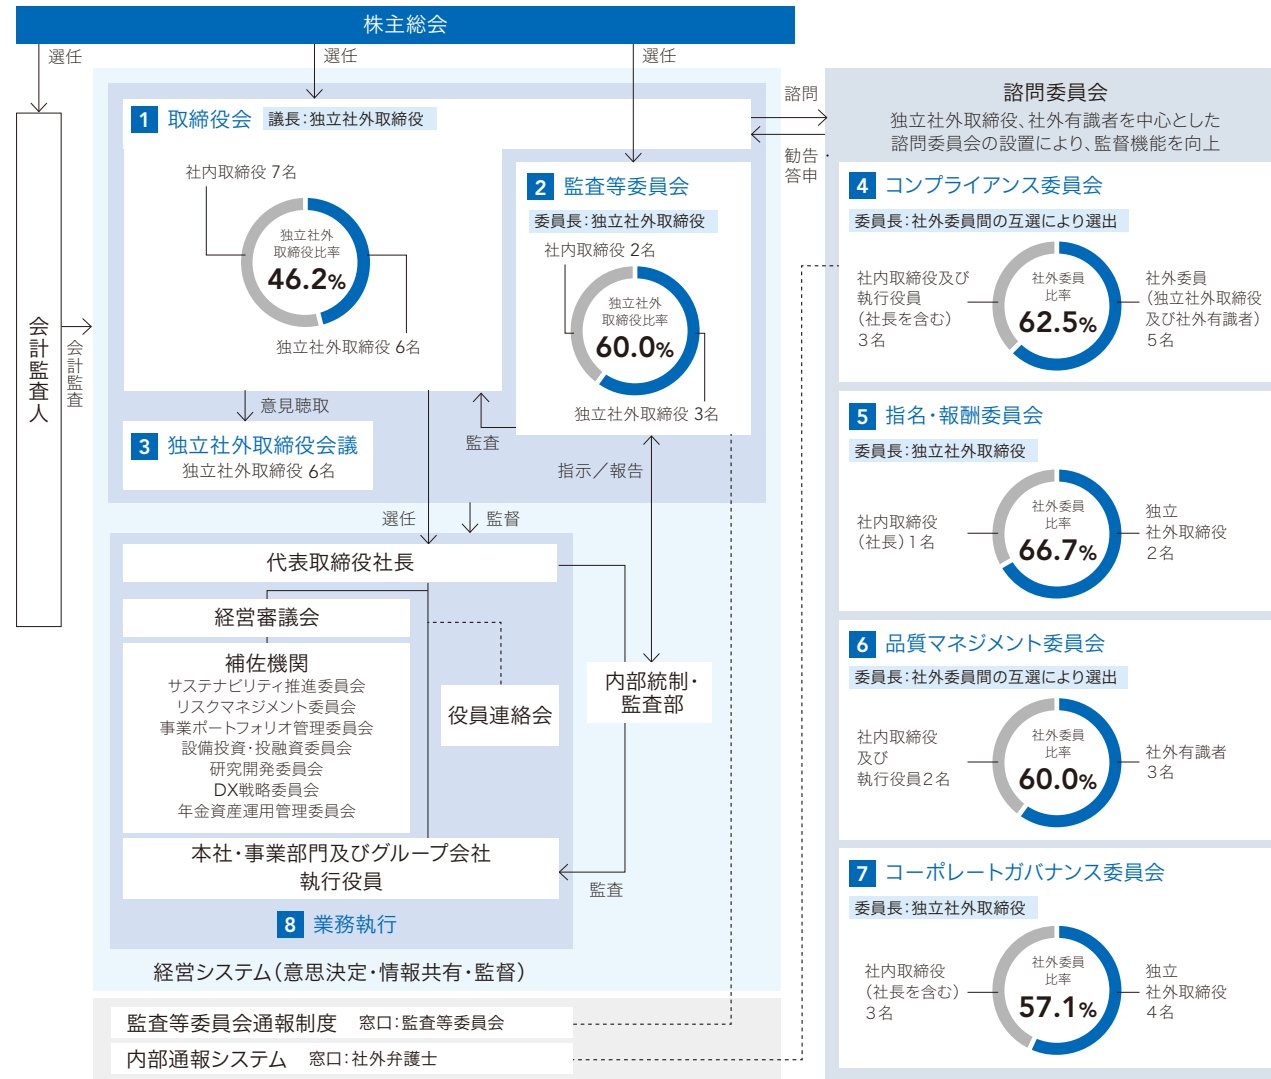 株主総会
選任
選任
選任
会計監査人
会計監査
1 取締役会 議長：独立社外取締役
社内取締役 7名
独立社外
取締役比率
46.2%
独立社外取締役 6名
2 監査等委員会
委員長：独立社外取締役
社内取締役 2名
独立社外
取締役比率
60.0%
独立社外取締役 3名
意見聴取
監査
3 独立社外取締役会議
独立社外取締役 6名
指示／報告
選任
監督
代表取締役社長
経営審議会
補佐機関
サステナビリティ推進委員会
リスクマネジメント委員会
事業ポートフォリオ管理委員会
設備投資・投融資委員会
研究開発委員会
DX戦略委員会
年金資産運用管理委員会
役員連絡会
内部統制・
監査部
本社・事業部門及びグループ会社
執行役員
監査
8 業務執行
経営システム（意思決定・情報共有・監督）
監査等委員会通報制度 窓口：監査等委員会
内部通報システム 窓口：社外弁護士
諮問
勧告・
答申
諮問委員会
独立社外取締役、社外有識者を中心とした
諮問委員会の設置により、監督機能を向上
4 コンプライアンス委員会
委員長：社外委員間の互選により選出
社内取締役及び
執行役員
（社長を含む）
3名
社外委員
比率
62.5%
社外委員
（独立社外取締役
及び社外有識者）
5名
5 指名・報酬委員会
委員長：独立社外取締役
社内取締役
（社長）1名
社外委員
比率
66.7%
独立
社外取締役
2名
6 品質マネジメント委員会
委員長：社外委員間の互選により選出
社内取締役
及び
執行役員2名
社外委員
比率
60.0%
社外有識者
3名
7 コーポレートガバナンス委員会
委員長：独立社外取締役
社内取締役
（社長を含む）
3名
社外委員
比率
57.1%
独立
社外取締役
4名